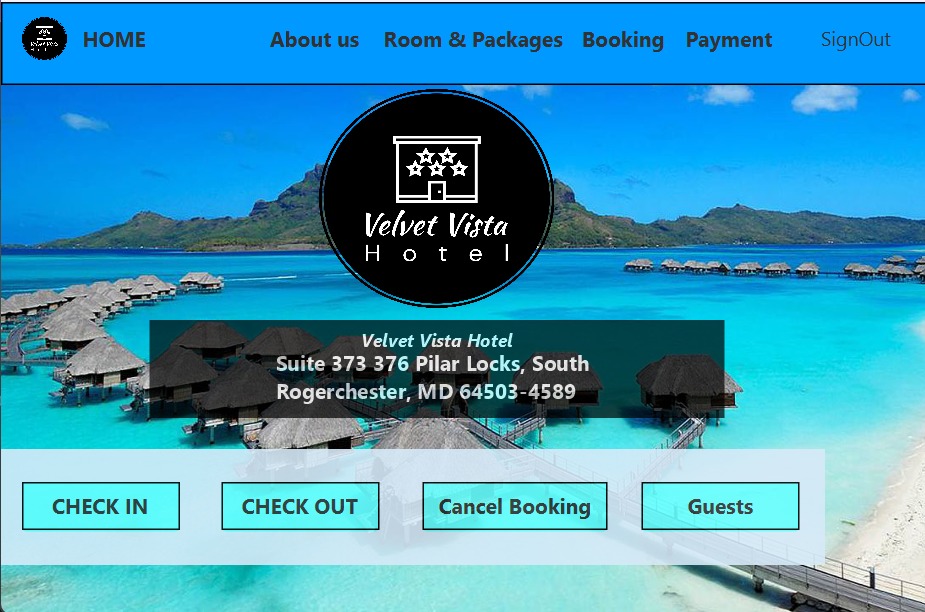 HOME About us Room & Packages Booking Payment SignOut
Velvet Vista
Hotel
Velvet Vista Hotel
Suite 373 376 Pilar Locks, South
Rogerchester, MD 64503-4589
CHECK IN CHECK OUT Cancel Booking Guests